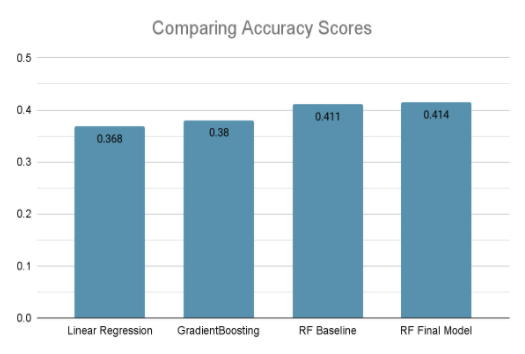 Comparing Accuracy Scores
0.5
0.4
0.3
0.2
0.1
0.0
0.368
0.38
0.411
0.414
Linear Regression
GradientBoosting
RF Baseline
RF Final Model